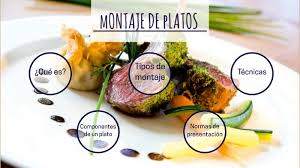 MONTAJE DE PLATOS
¿Qué es?
Tipos de
montaje
Técnicas
Componentes
de un plato
Normas de
presentación